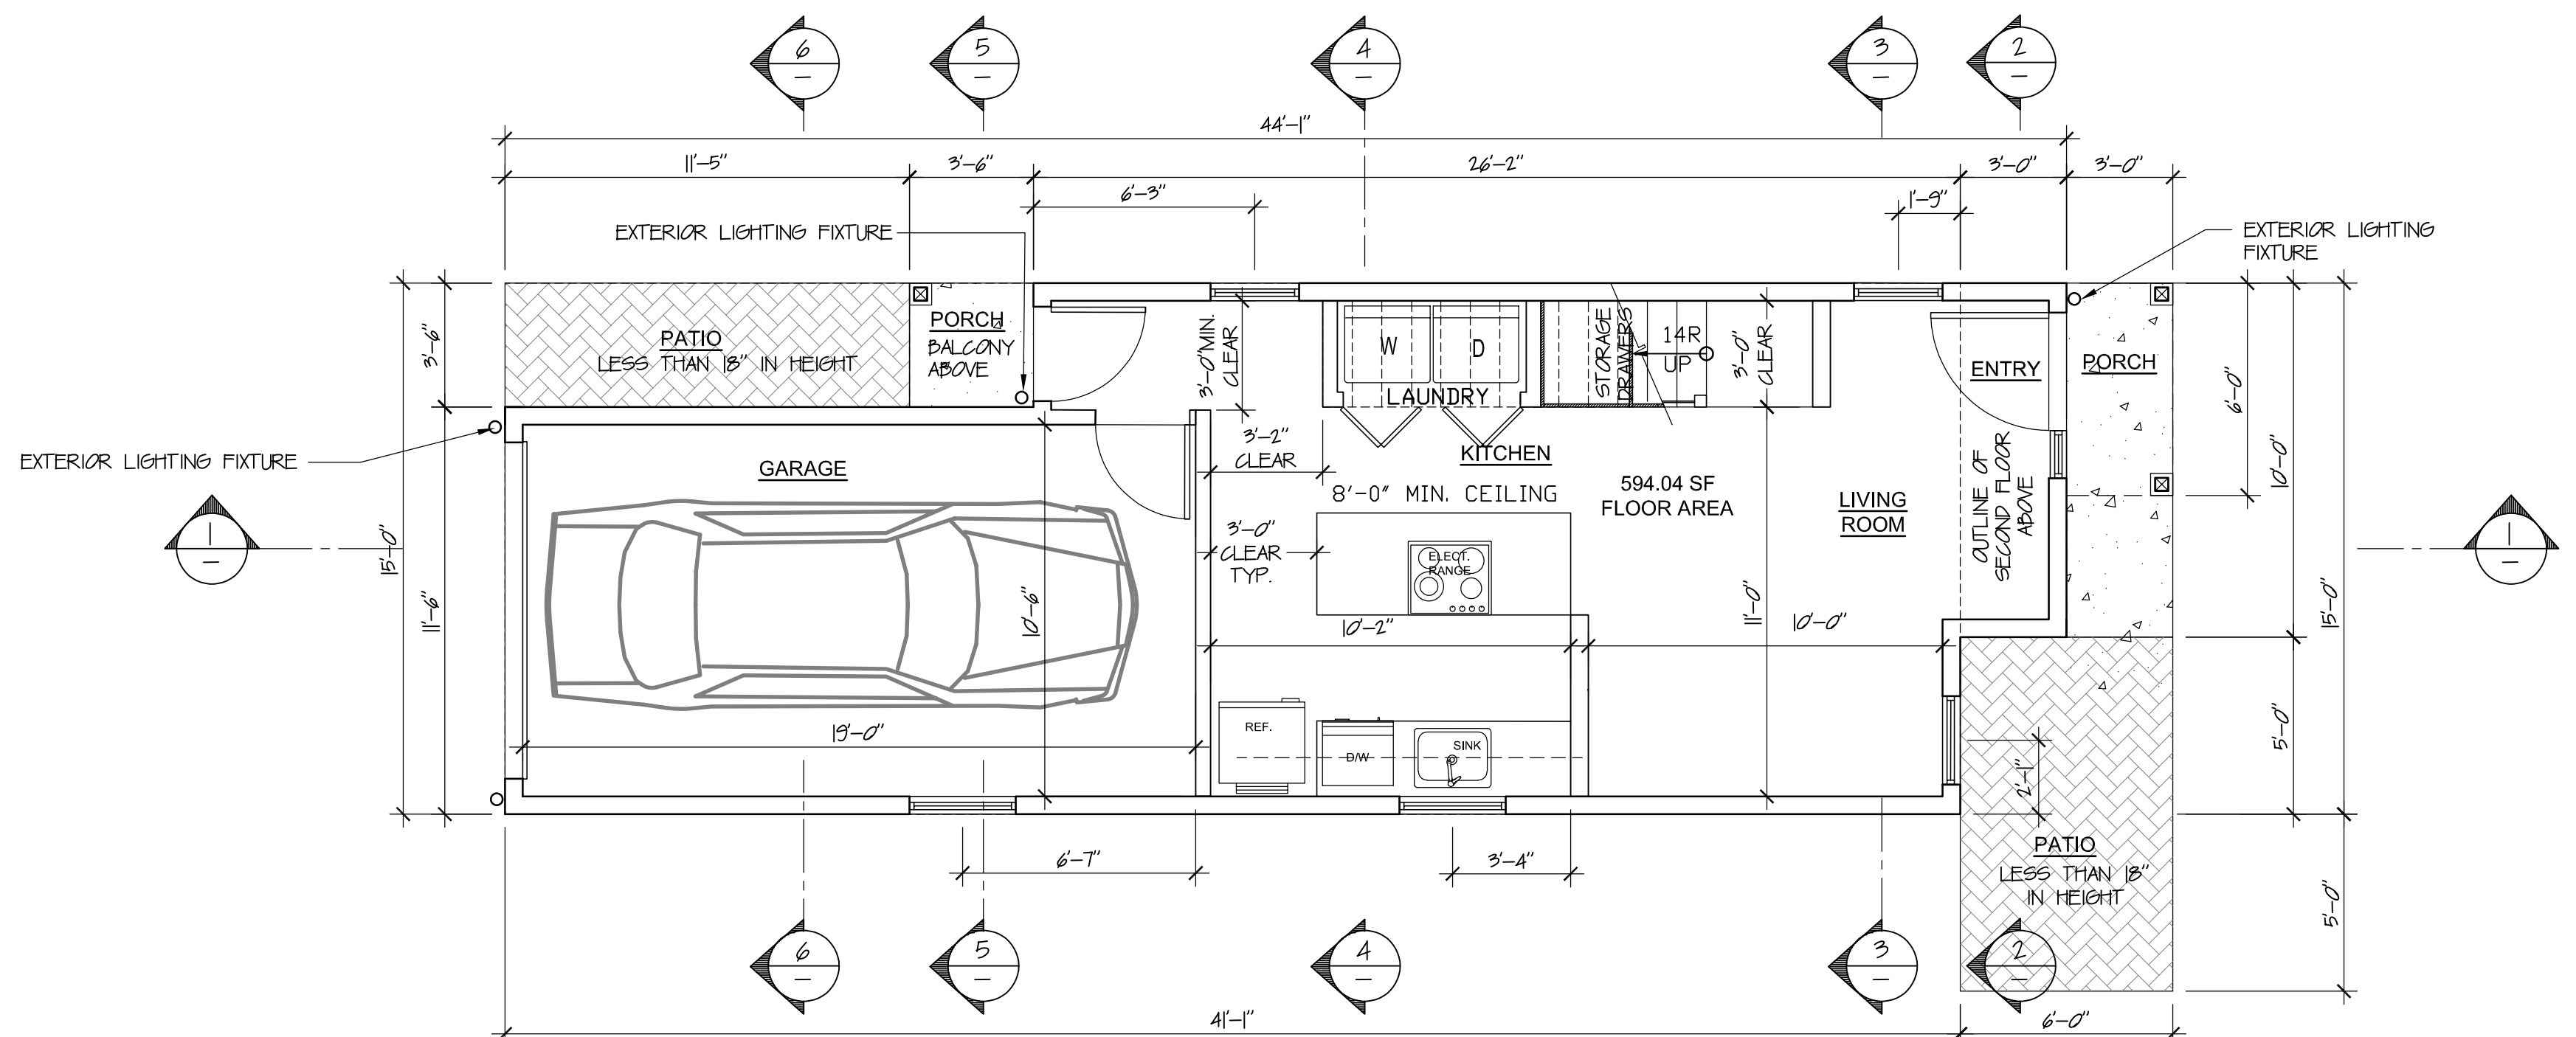 6
–
5
–
4
–
3
–
2
–
44'–1"
11'–5"
3'–6"
26'–2"
3'–0"
3'–0"
6'–3"
1'–9"
EXTERIOR LIGHTING FIXTURE
EXTERIOR LIGHTING
FIXTURE
PATIO
LESS THAN 18" IN HEIGHT
PORCH
BALCONY
ABOVE
3'–0"MIN.
CLEAR
W
D
LAUNDRY
STORAGE
DRAWERS
14R
UP
3'–0"
CLEAR
ENTRY
PORCH
3'–6"
6'–0"
10'–0"
EXTERIOR LIGHTING FIXTURE
GARAGE
3'–2"
CLEAR
KITCHEN
8'-0" MIN. CEILING
594.04 SF
FLOOR AREA
LIVING
ROOM
OUTLINE OF
SECOND FLOOR
ABOVE
1
–
1
–
15'–0"
11'–6"
10'–6"
3'–0"
CLEAR
TYP.
ELECT.
RANGE
11'–0"
15'–0"
10'–2"
10'–0"
19'–0"
REF.
D/W
SINK
2'–1"
5'–0"
6'–7"
3'–4"
PATIO
LESS THAN 18"
IN HEIGHT
5'–0"
6
–
5
–
4
–
3
–
2
–
41'–1"
6'–0"